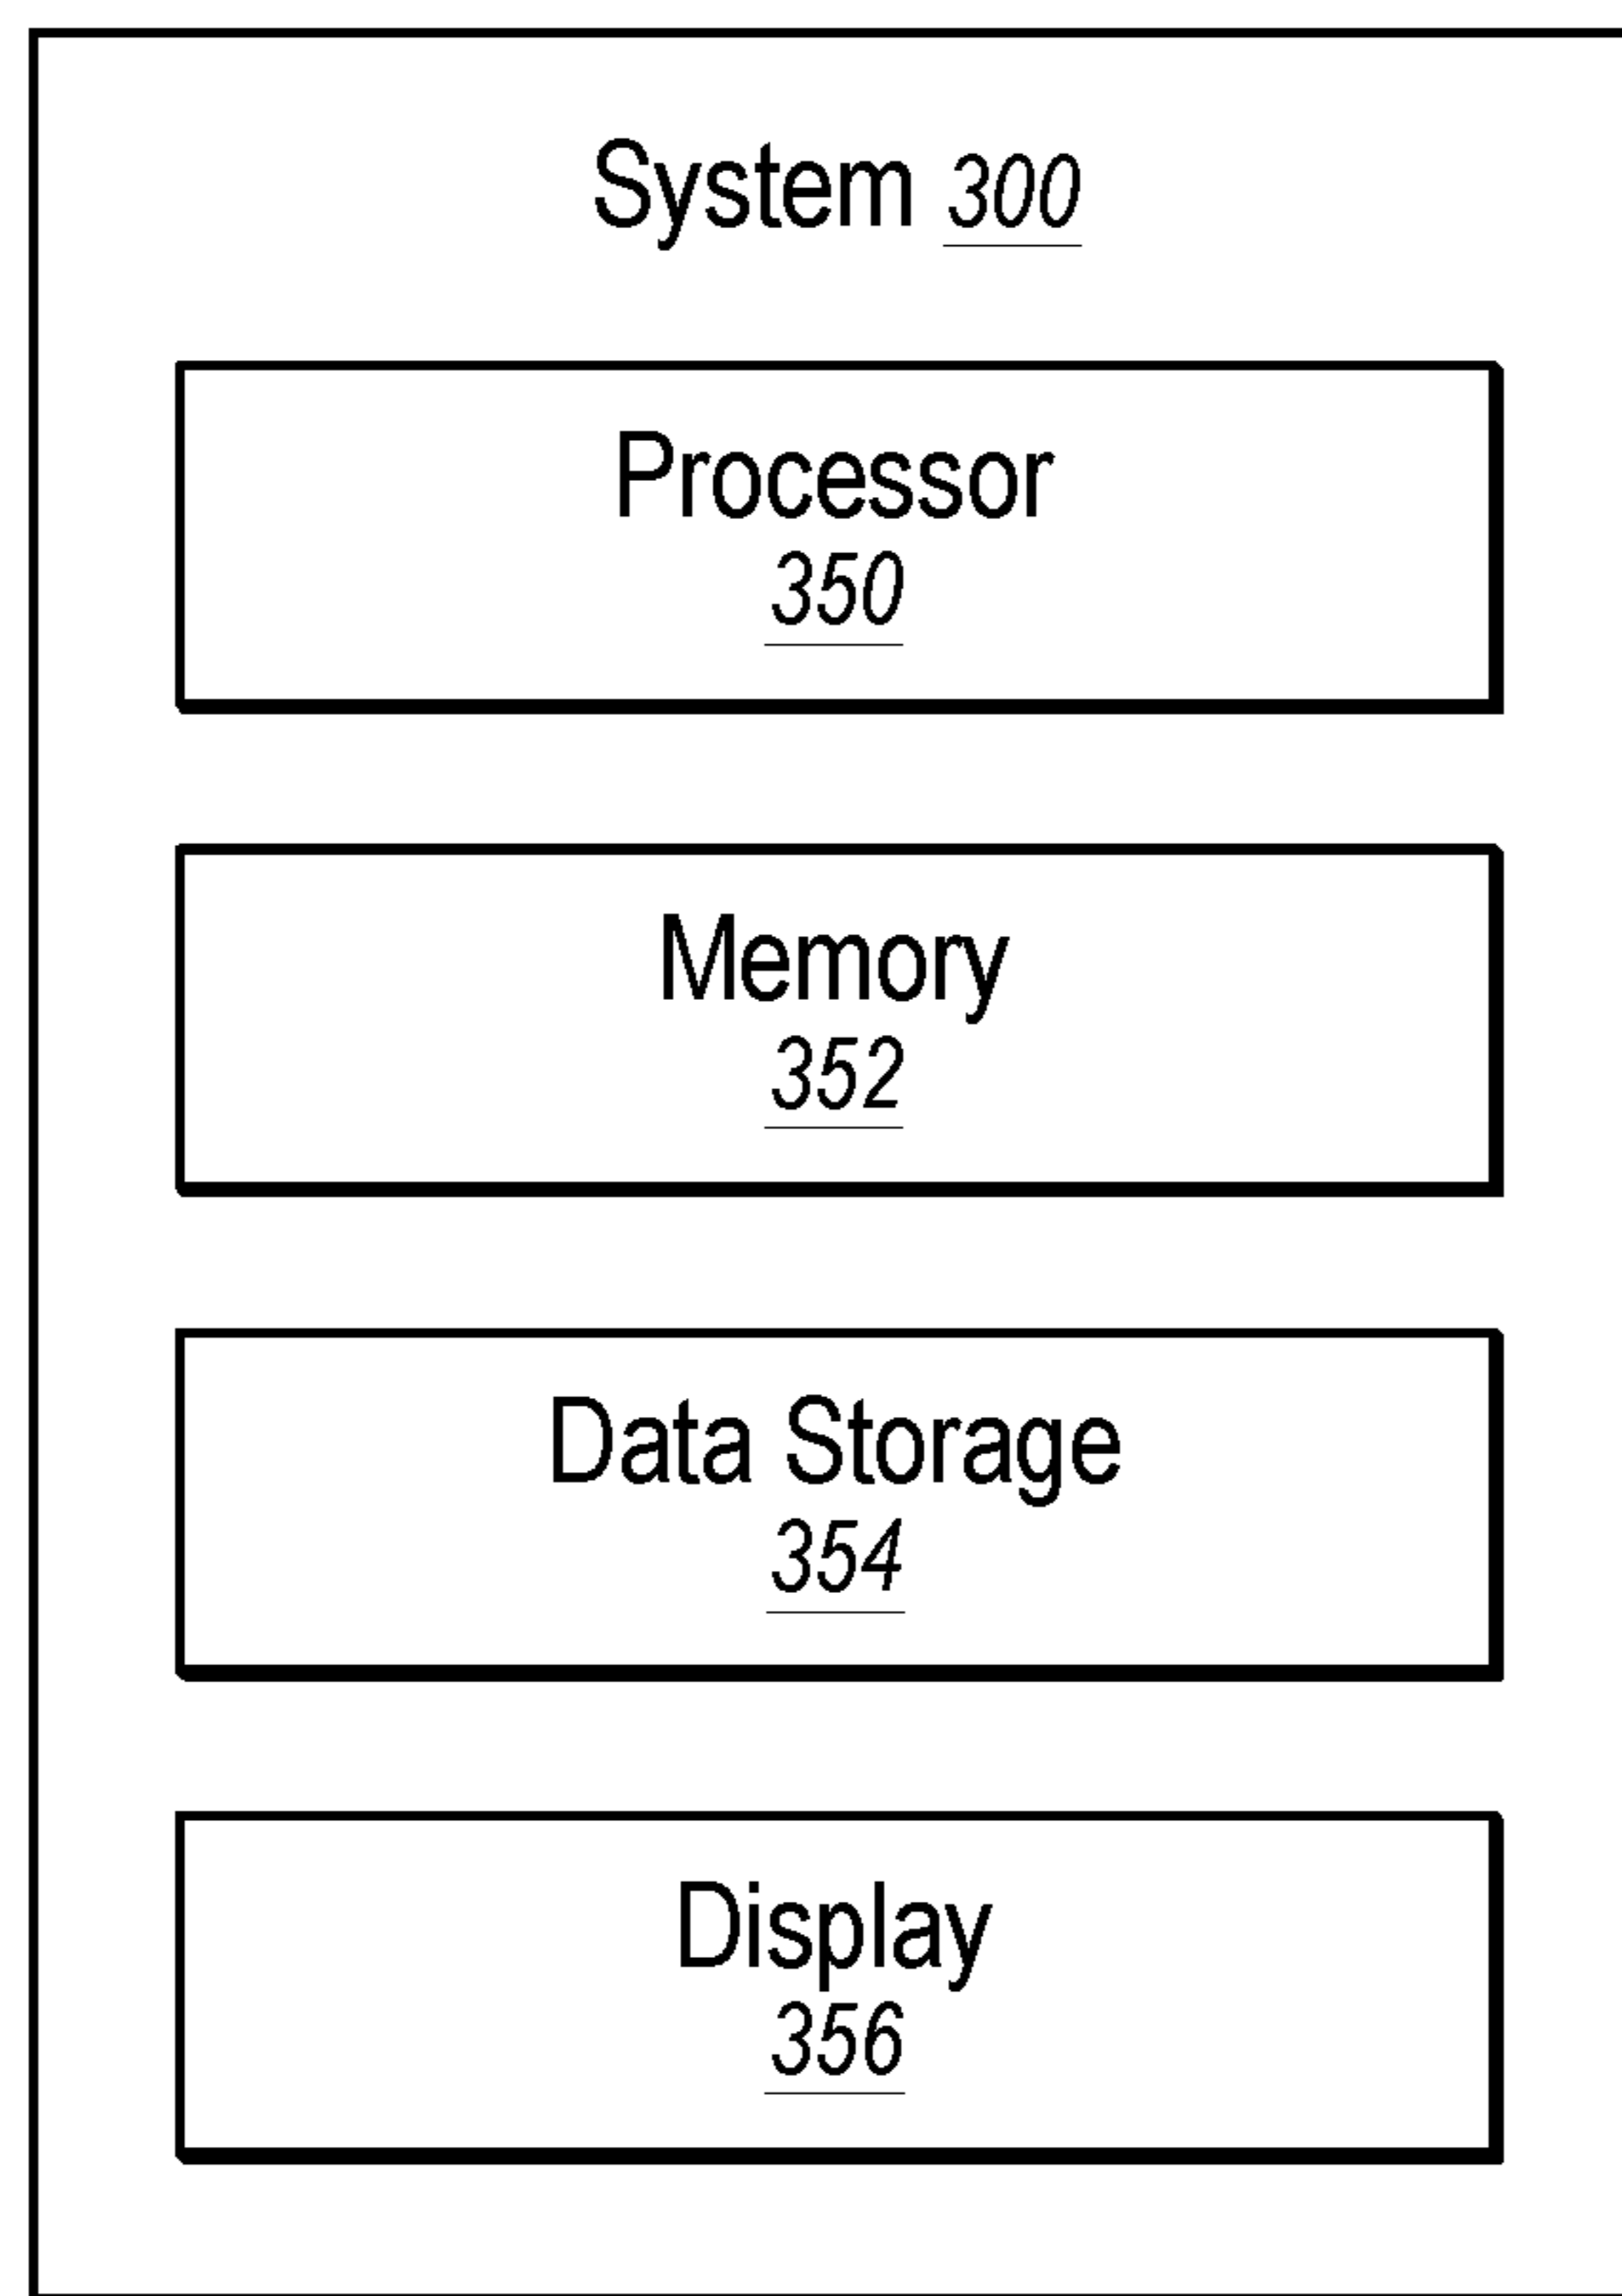 System 300
Processor
350
Memory
352
Data Storage
354
Display
356